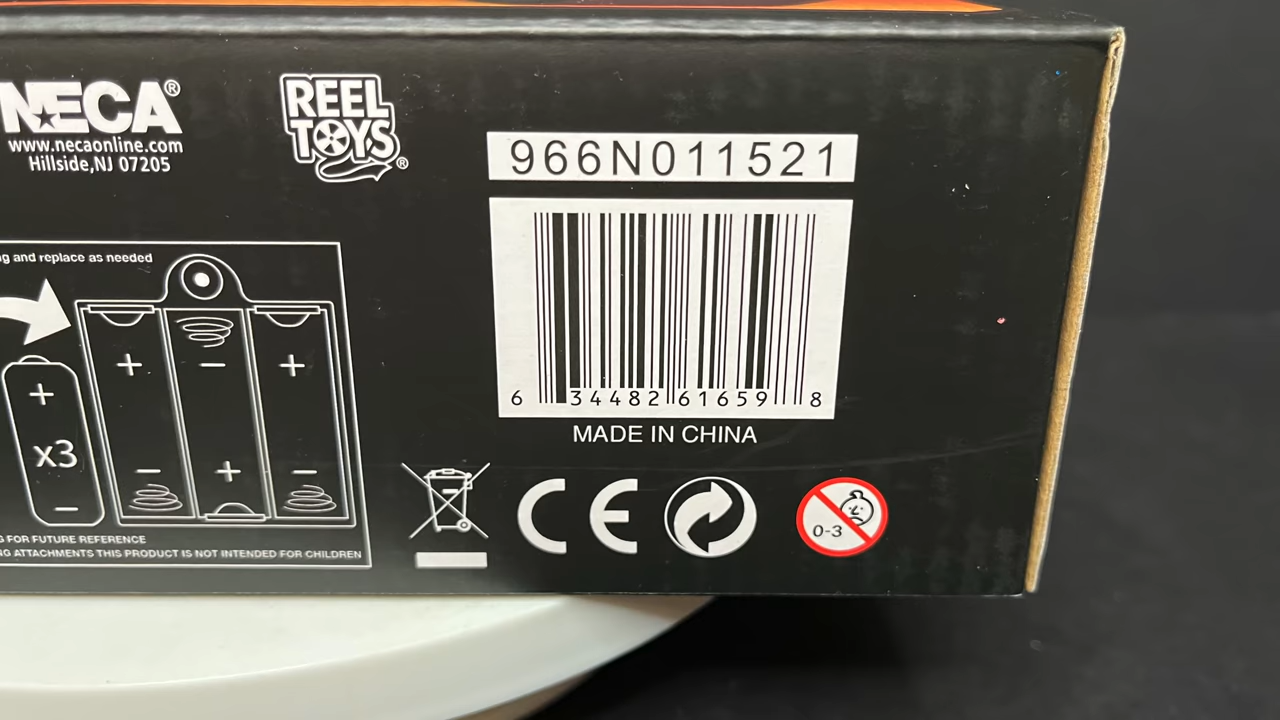 NECA®
www.necaonline.com
Hillside,NJ 07205
REEL
TOYS®
966N011521
6 34482 61659 8
MADE IN CHINA
and replace as needed
+ − +
+
x3
−
− + −
FOR FUTURE REFERENCE
ATTACHMENTS THIS PRODUCT IS NOT INTENDED FOR CHILDREN
CE
0-3